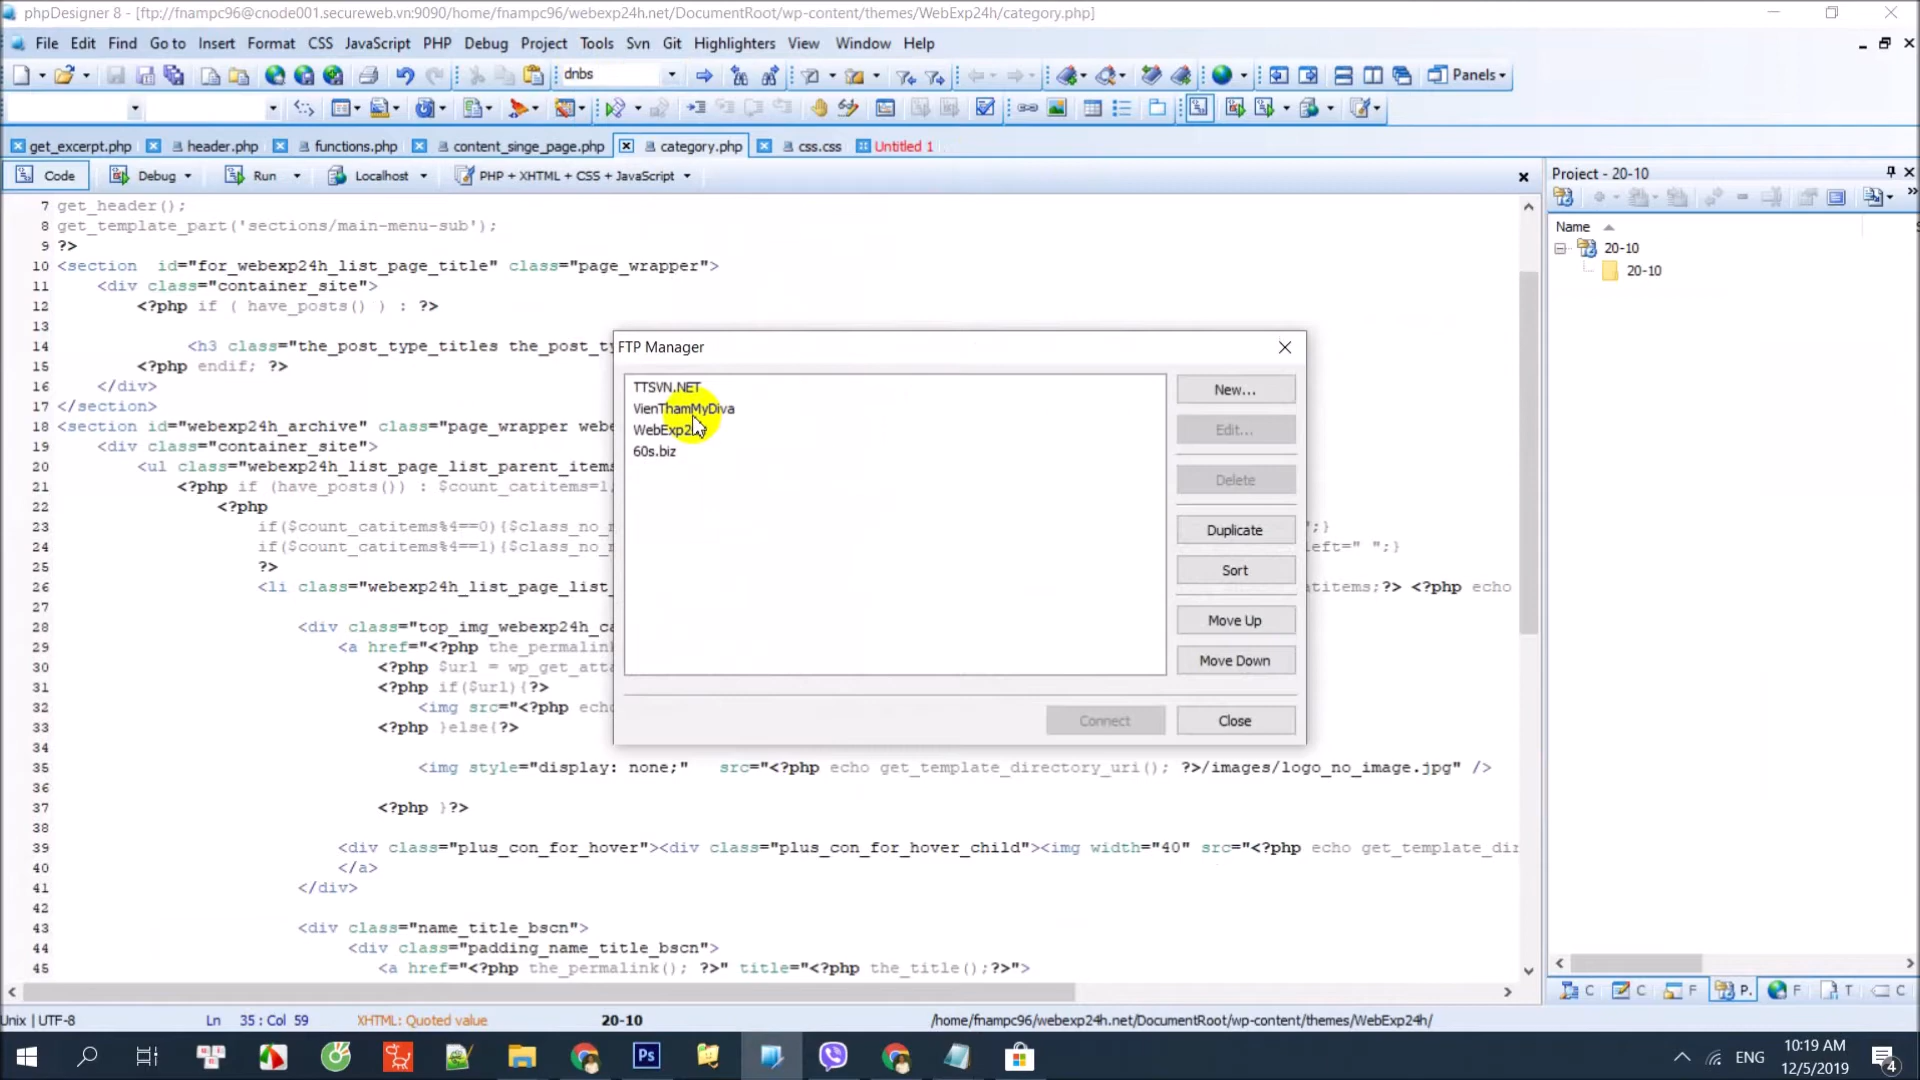 phpDesigner 8 - [ftp://fnampc96@cnode001.secureweb.vn:9090/home/fnampc96/webexp24h.net/DocumentRoot/wp-content/themes/WebExp24h/category.php]
File Edit Find Go to Insert Format CSS JavaScript PHP Debug Project Tools Svn Git Highlighters View Window Help
dnbs
Panels
get_excerpt.php header.php functions.php content_singe_page.php category.php css.css Untitled 1
Code Debug Run Localhost PHP + XHTML + CSS + JavaScript
Project - 20-10
Name
20-10
20-10
7 get_header();
8 get_template_part('sections/main-menu-sub');
9 ?>
10 <section id="for_webexp24h_list_page_title" class="page_wrapper">
11 <div class="container_site">
12 <?php if ( have_posts() ) : ?>
13
14 <h3 class="the_post_type_titles the_post_ty
15 <?php endif; ?>
16 </div>
17 </section>
18 <section id="webexp24h_archive" class="page_wrapper webe
19 <div class="container_site">
20 <ul class="webexp24h_list_page_list_parent_items
21 <?php if (have_posts()) : $count_catitems=1
22 <?php
23 if($count_catitems%4==0){$class_no_ ";}
24 if($count_catitems%4==1){$class_no_ left=" ";}
25 ?>
26 <li class="webexp24h_list_page_list_ atitems;?> <?php echo
27
28 <div class="top_img_webexp24h_ca
29 <a href="<?php the_permalink
30 <?php $url = wp_get_atta
31 <?php if($url){?>
32 <img src="<?php echo
33 <?php }else{?>
34
35 <img style="display: none;" src="<?php echo get_template_directory_uri(); ?>/images/logo_no_image.jpg" />
36
37 <?php }?>
38
39 <div class="plus_con_for_hover"><div class="plus_con_for_hover_child"><img width="40" src="<?php echo get_template_dir
40 </a>
41 </div>
42
43 <div class="name_title_bscn">
44 <div class="padding_name_title_bscn">
45 <a href="<?php the_permalink(); ?>" title="<?php the_title();?>">
FTP Manager
TTSVN.NET
VienThamMyDiva
WebExp2
60s.biz
New...
Edit...
Delete
Duplicate
Sort
Move Up
Move Down
Connect
Close
C C F P. F T C
Unix | UTF-8 Ln 35 : Col 59 XHTML: Quoted value 20-10 /home/fnampc96/webexp24h.net/DocumentRoot/wp-content/themes/WebExp24h/
Ps
ENG
10:19 AM
12/5/2019
4